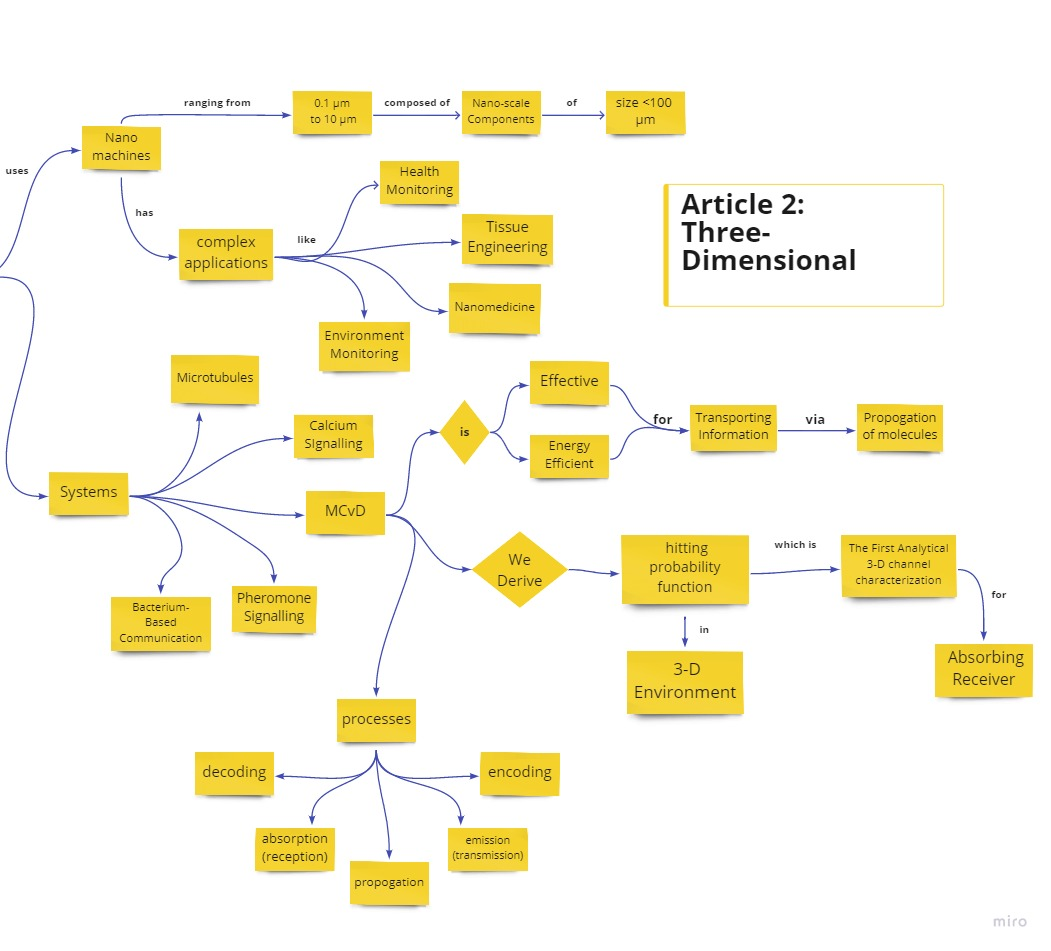 ranging from
0.1 µm
to 10 µm
composed of
Nano-scale
Components
of
size <100
µm
Nano
machines
uses
has
complex
applications
like
Health
Monitoring
Tissue
Engineering
Nanomedicine
Environment
Monitoring
Article 2:
Three-
Dimensional
Microtubules
Calcium
SIgnalling
Systems
MCvD
Bacterium-
Based
Communication
Pheromone
Signalling
is
Effective
Energy
Efficient
for
Transporting
Information
via
Propogation
of molecules
We
Derive
hitting
probability
function
which is
The First Analytical
3-D channel
characterization
for
Absorbing
Receiver
in
3-D
Environment
processes
decoding
encoding
absorption
(reception)
emission
(transmission)
propogation
miro